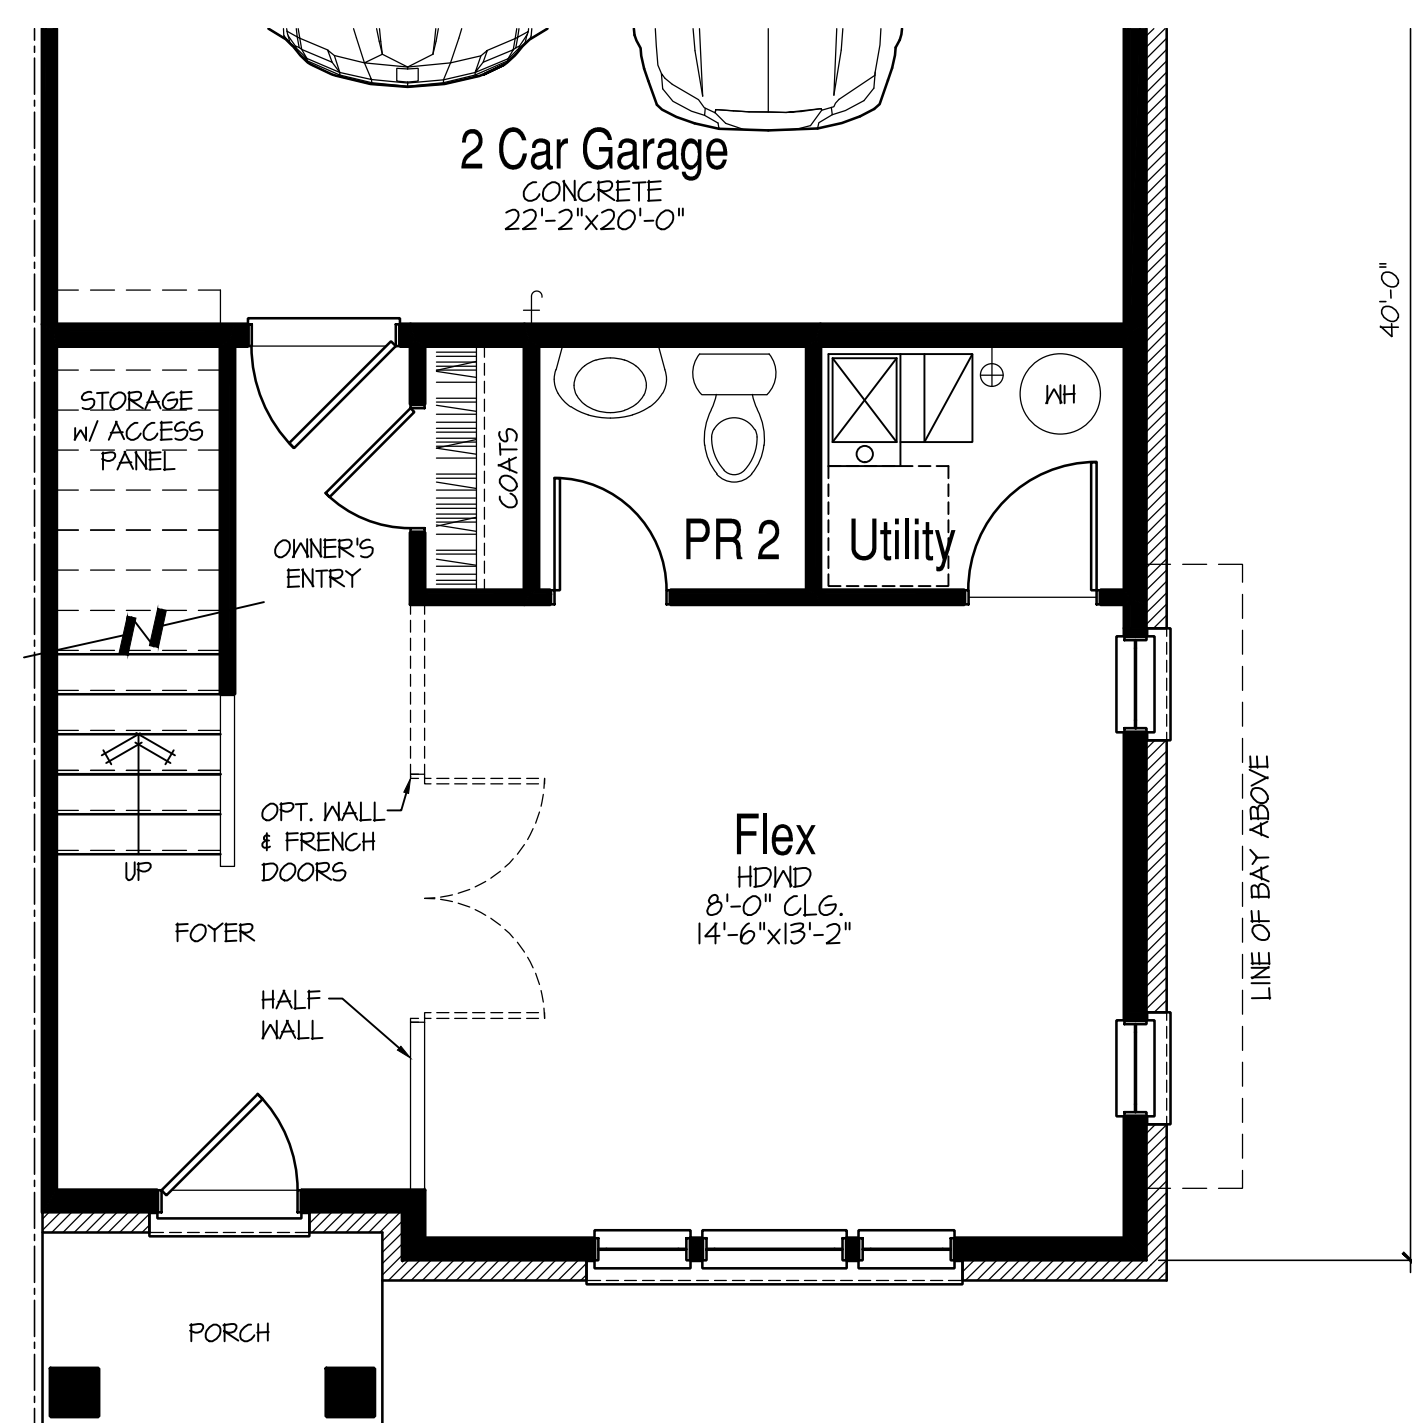 2 Car Garage
CONCRETE
22'-2"x20'-0"
40'-0"
STORAGE
W/ ACCESS
PANEL
COATS
WH
OWNER'S
ENTRY
PR 2
Utility
OPT. WALL
& FRENCH
DOORS
UP
Flex
HDWD
8'-0" CLG.
14'-6"x13'-2"
LINE OF BAY ABOVE
FOYER
HALF
WALL
PORCH